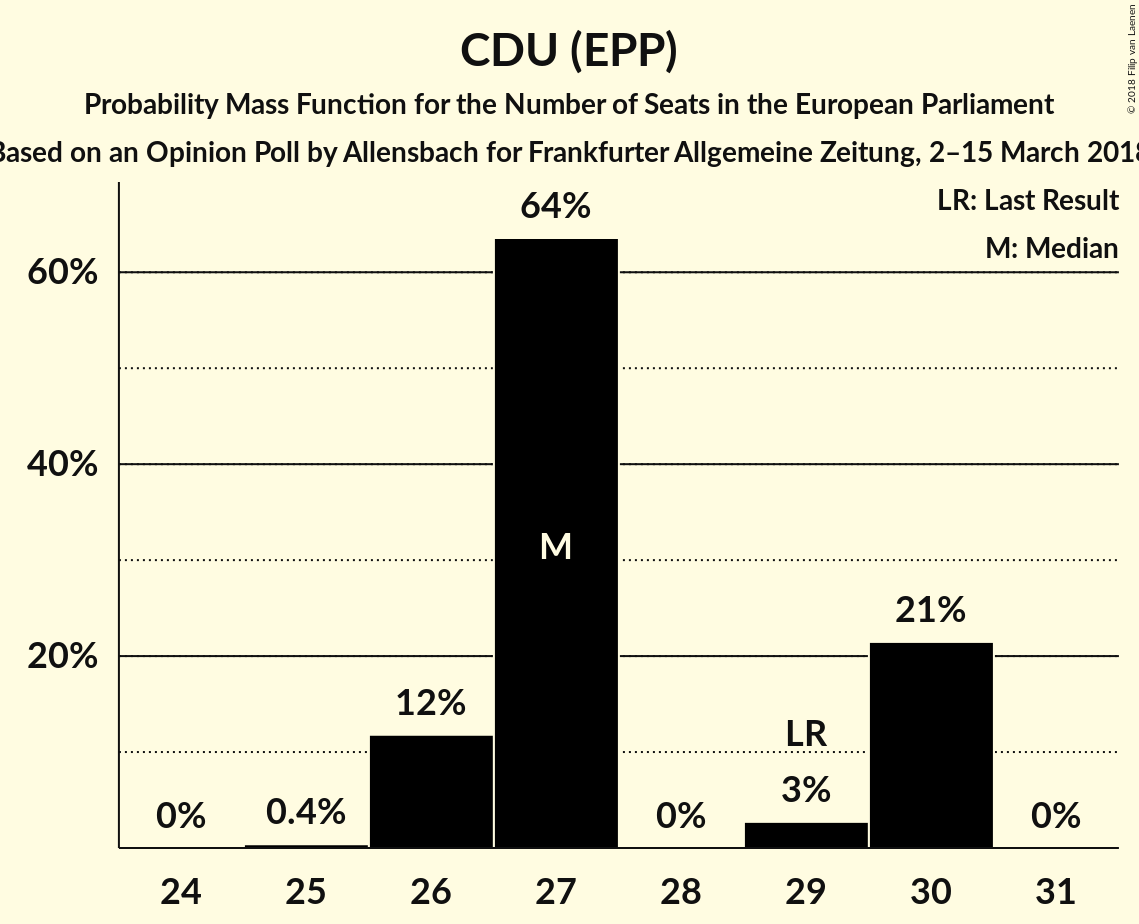 CDU (EPP)
Probability Mass Function for the Number of Seats in the European Parliament
Based on an Opinion Poll by Allensbach for Frankfurter Allgemeine Zeitung, 2–15 March 2018
© 2018 Filip van Laenen
LR: Last Result
M: Median
64%
60%
40%
M
21%
20%
12%
LR
3%
0%
0.4%
0%
0%
24 25 26 27 28 29 30 31